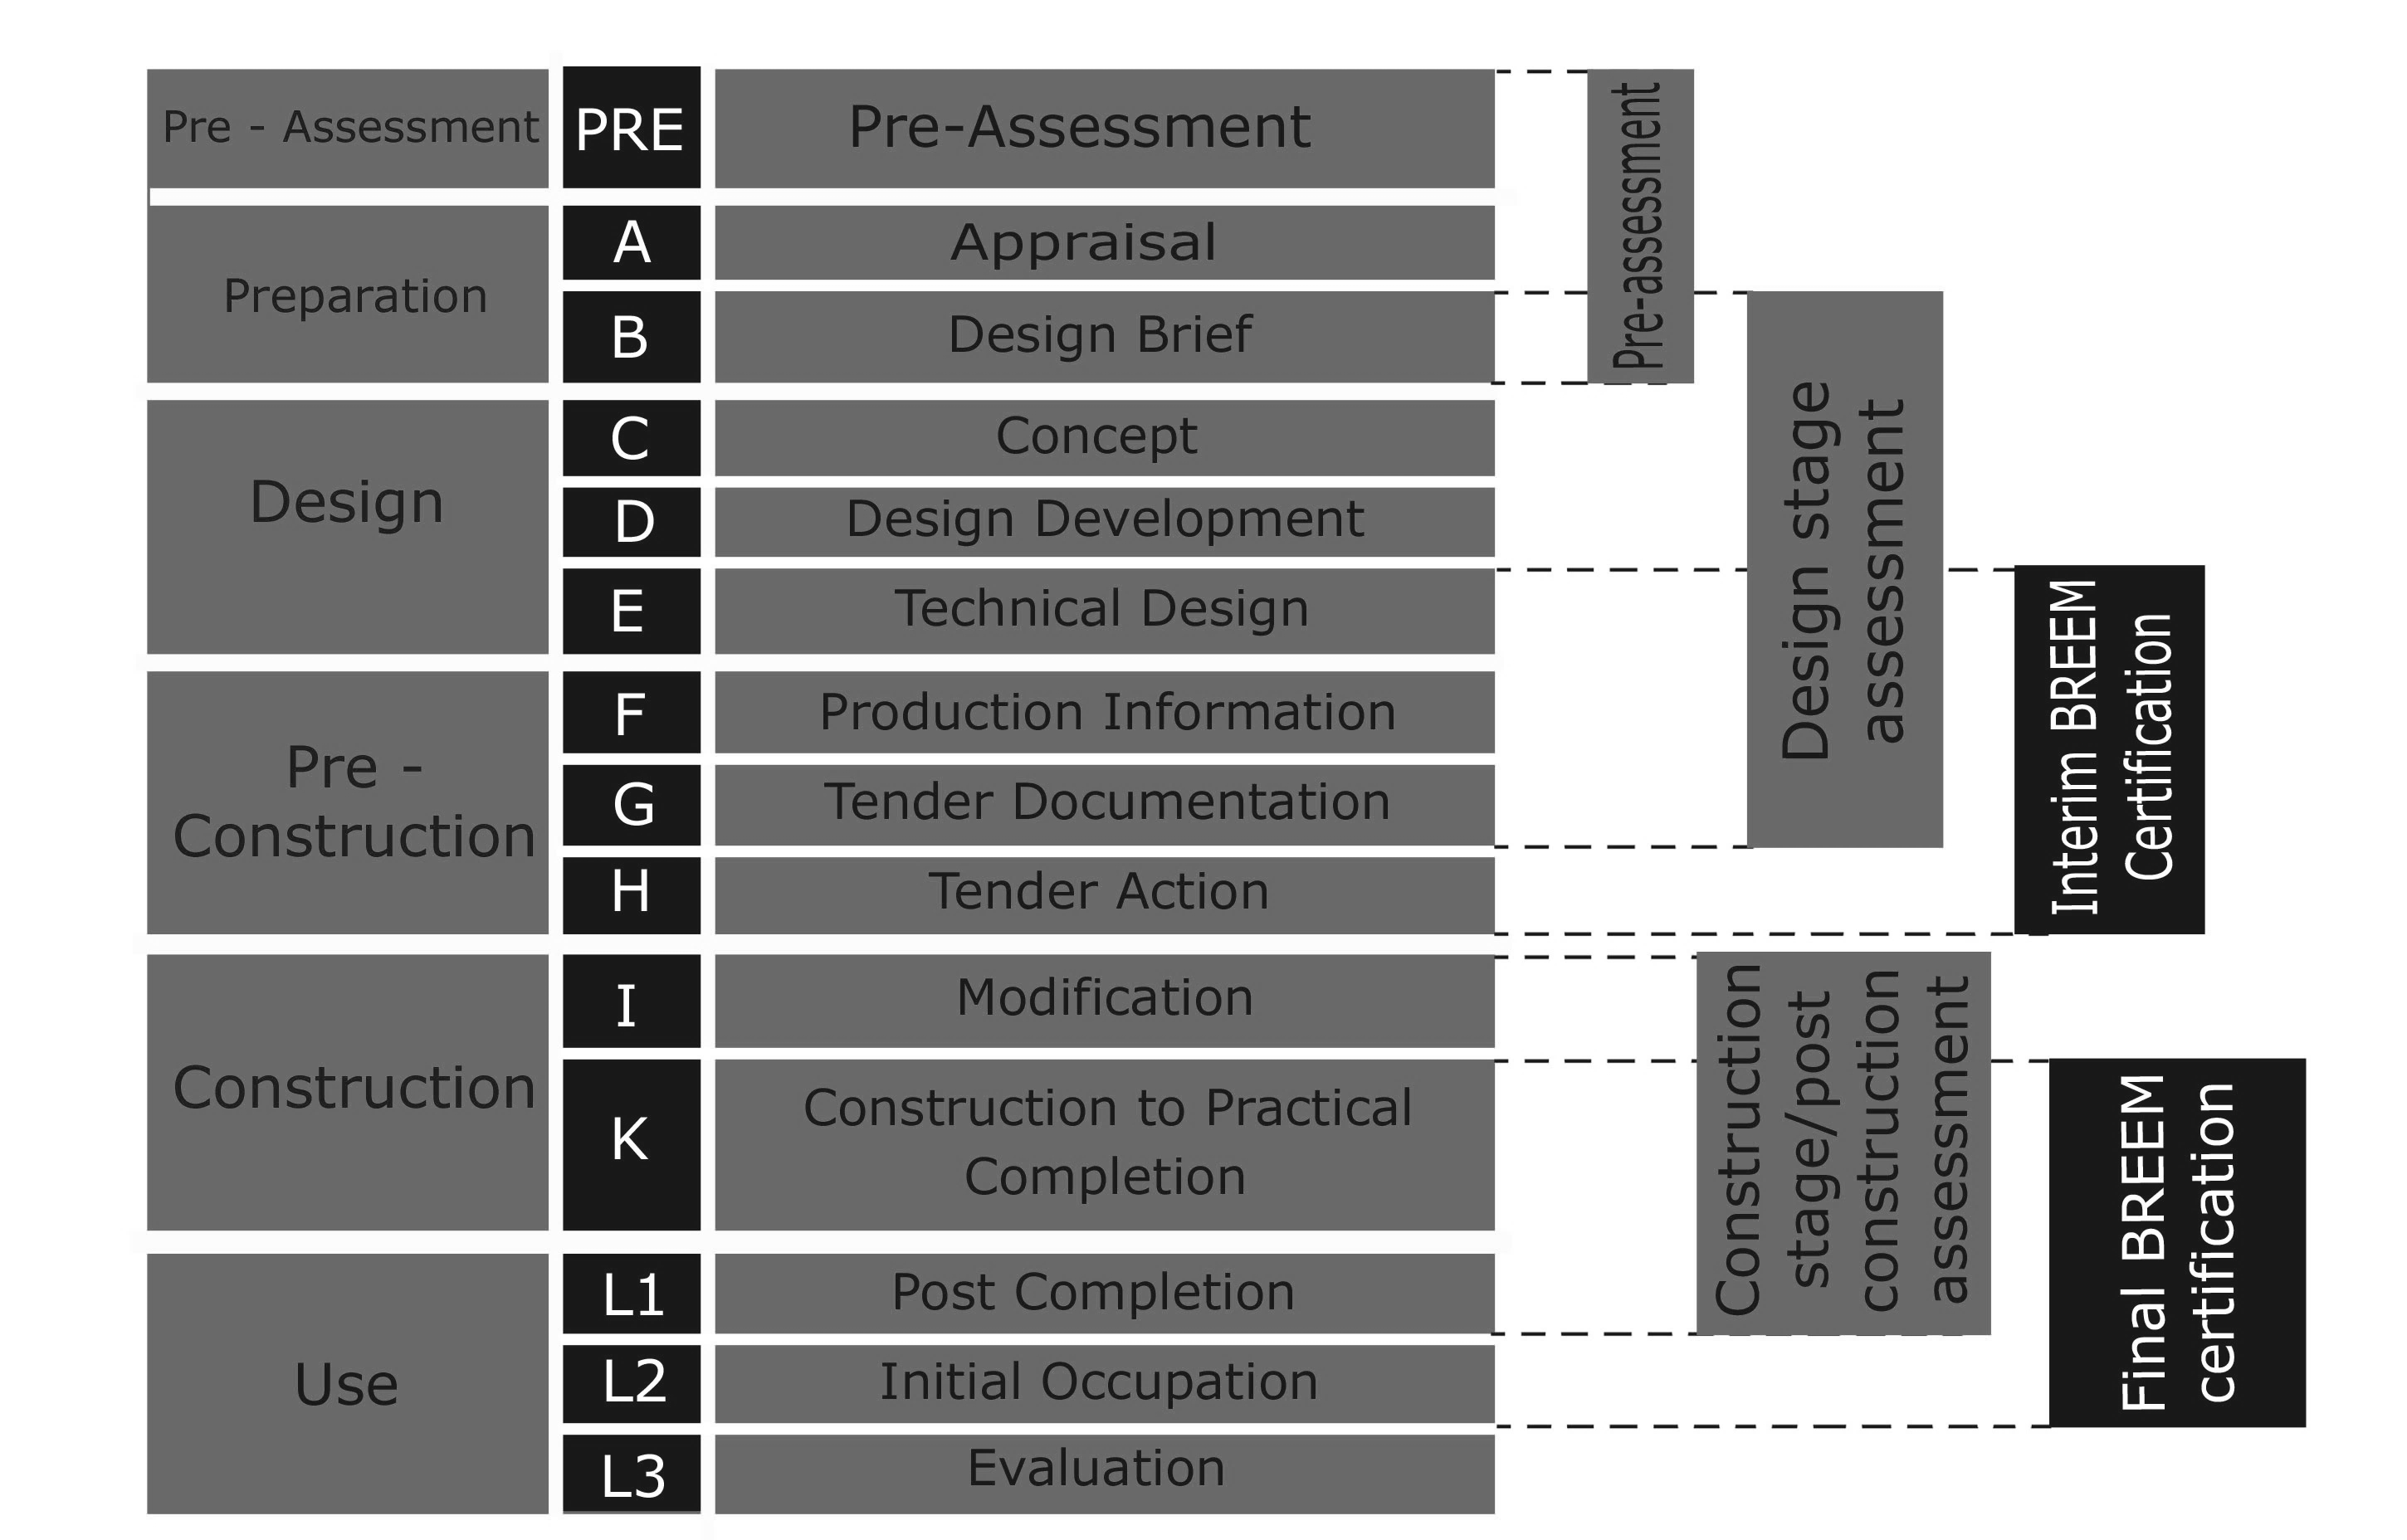 Pre - Assessment
PRE
Pre-Assessment
Preparation
A
Appraisal
B
Design Brief
Design
C
Concept
D
Design Development
E
Technical Design
Pre -
Construction
F
Production Information
G
Tender Documentation
H
Tender Action
Construction
I
Modification
K
Construction to Practical
Completion
Use
L1
Post Completion
L2
Initial Occupation
L3
Evaluation
Pre-assessment
Design stage
assessment
Interim BREEM
Certification
Construction
stage/post
construction
assessment
Final BREEM
certification